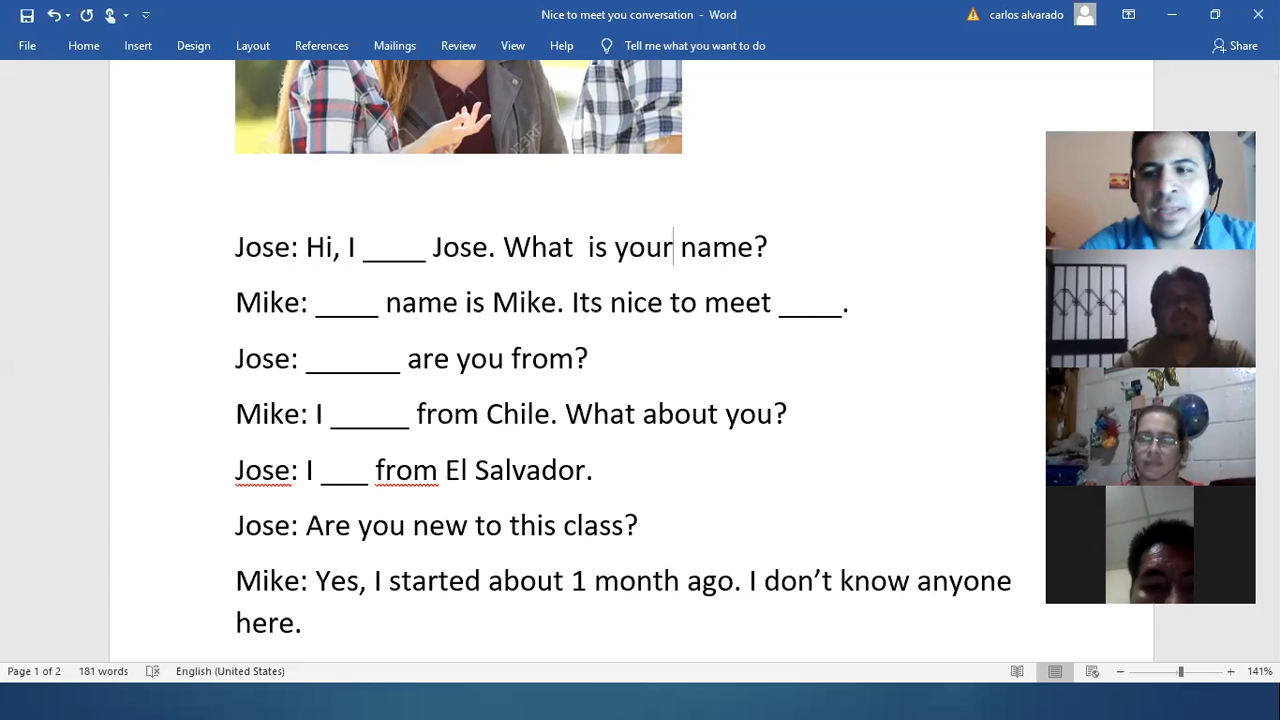 Nice to meet you conversation - Word
carlos alvarado
File Home Insert Design Layout References Mailings Review View Help Tell me what you want to do Share
Jose: Hi, I ____ Jose. What  is your name?
Mike: ____ name is Mike. Its nice to meet ____.
Jose: ______ are you from?
Mike: I _____ from Chile. What about you?
Jose: I ___ from El Salvador.
Jose: Are you new to this class?
Mike: Yes, I started about 1 month ago. I don’t know anyone
here.
Page 1 of 2 181 words English (United States) 141%